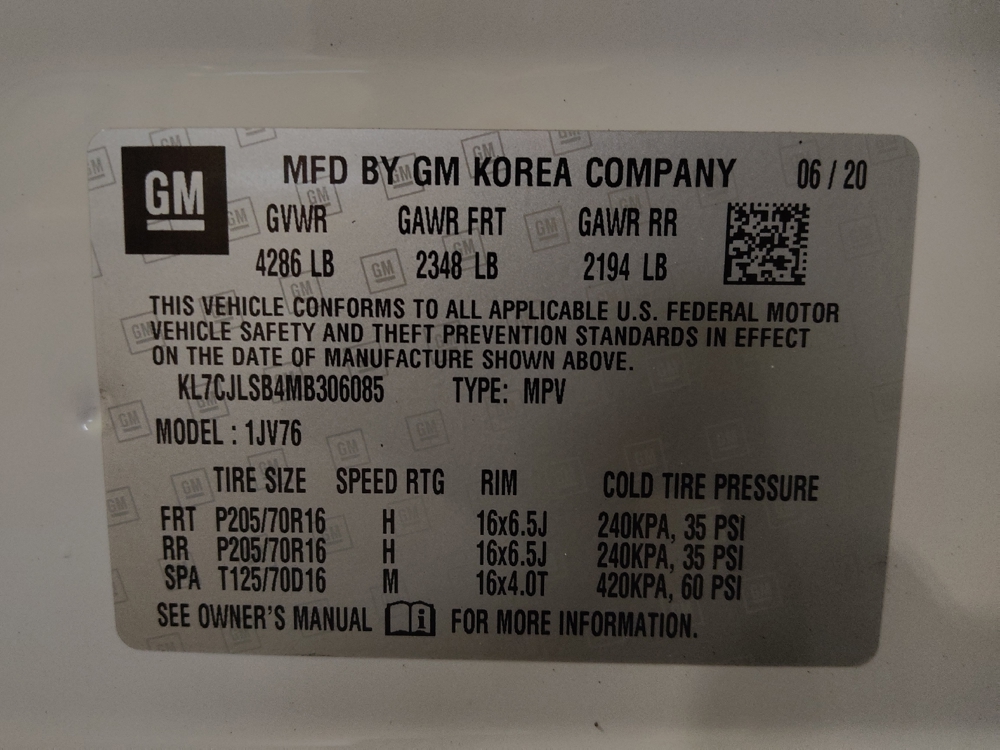 GM MFD BY GM KOREA COMPANY 06 / 20
GVWR GAWR FRT GAWR RR
4286 LB 2348 LB 2194 LB
THIS VEHICLE CONFORMS TO ALL APPLICABLE U.S. FEDERAL MOTOR
VEHICLE SAFETY AND THEFT PREVENTION STANDARDS IN EFFECT
ON THE DATE OF MANUFACTURE SHOWN ABOVE.
KL7CJLSB4MB306085 TYPE: MPV
MODEL : 1JV76
TIRE SIZE SPEED RTG RIM COLD TIRE PRESSURE
FRT P205/70R16 H 16x6.5J 240KPA, 35 PSI
RR P205/70R16 H 16x6.5J 240KPA, 35 PSI
SPA T125/70D16 M 16x4.0T 420KPA, 60 PSI
SEE OWNER'S MANUAL i FOR MORE INFORMATION.